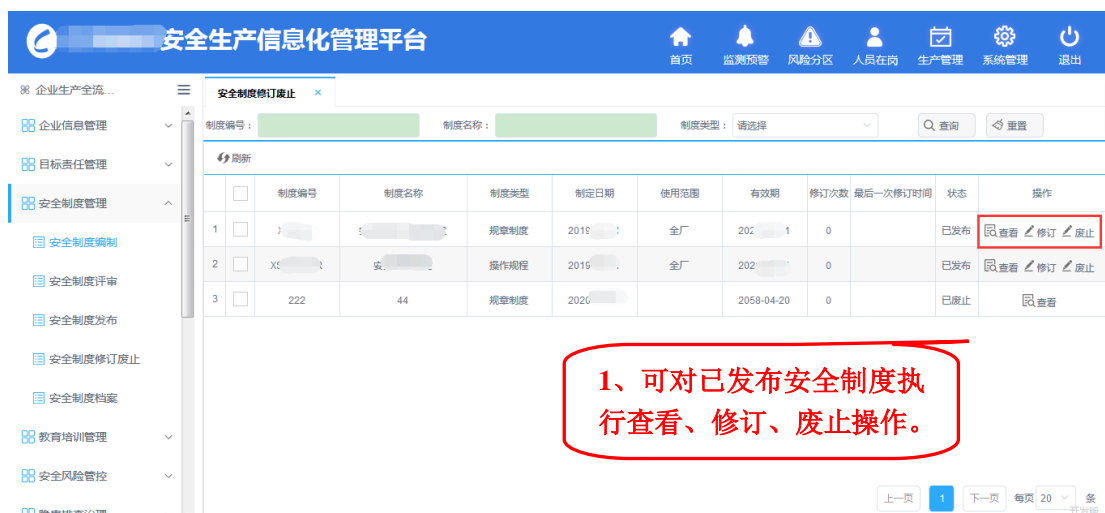 安全生产信息化管理平台
首页 监测预警 风险分区 人员在岗 生产管理 系统管理 退出
企业生产全流...
安全制度修订废止 ×
企业信息管理
目标责任管理
安全制度管理
安全制度编制
安全制度评审
安全制度发布
安全制度修订废止
安全制度档案
教育培训管理
安全风险管控
制度编号： 制度名称： 制度类型： 请选择 查询 重置
刷新
制度编号 制度名称 制度类型 制定日期 使用范围 有效期 修订次数 最后一次修订时间 状态 操作
1 规章制度 2019 全厂 202 1 0 已发布 查看 修订 废止
2 XS 安 操作规程 2019 全厂 202 0 已发布 查看 修订 废止
3 222 44 规章制度 2020 2058-04-20 0 已废止 查看
1、可对已发布安全制度执
行查看、修订、废止操作。
上一页 1 下一页 每页 20 条